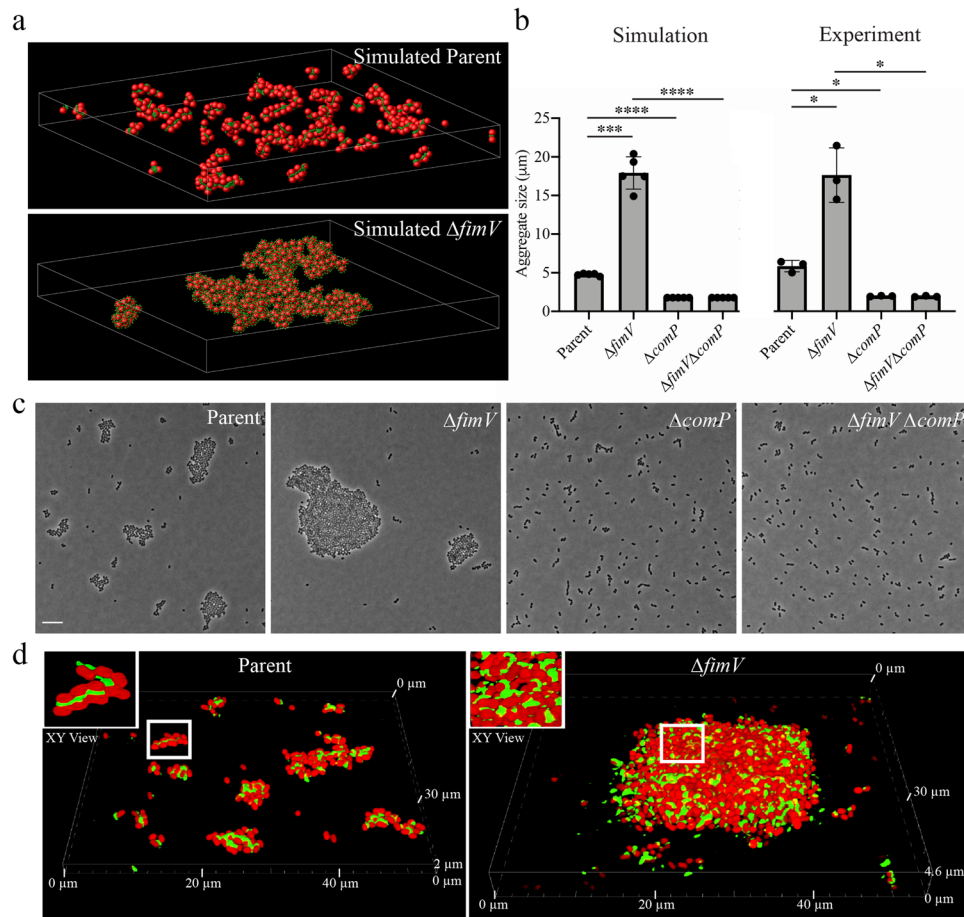 a
Simulated Parent
Simulated ΔfimV
b
Simulation
Experiment
****
*
****
*
***
*
Aggregate size (μm)
25
20
15
10
5
0
Parent
ΔfimV
ΔcomP
ΔfimVΔcomP
Parent
ΔfimV
ΔcomP
ΔfimVΔcomP
c
Parent
ΔfimV
ΔcomP
ΔfimV ΔcomP
d
Parent
XY View
0 μm
30 μm
2 μm
0 μm
0 μm
20 μm
40 μm
ΔfimV
XY View
0 μm
30 μm
4.6 μm
0 μm
20 μm
40 μm